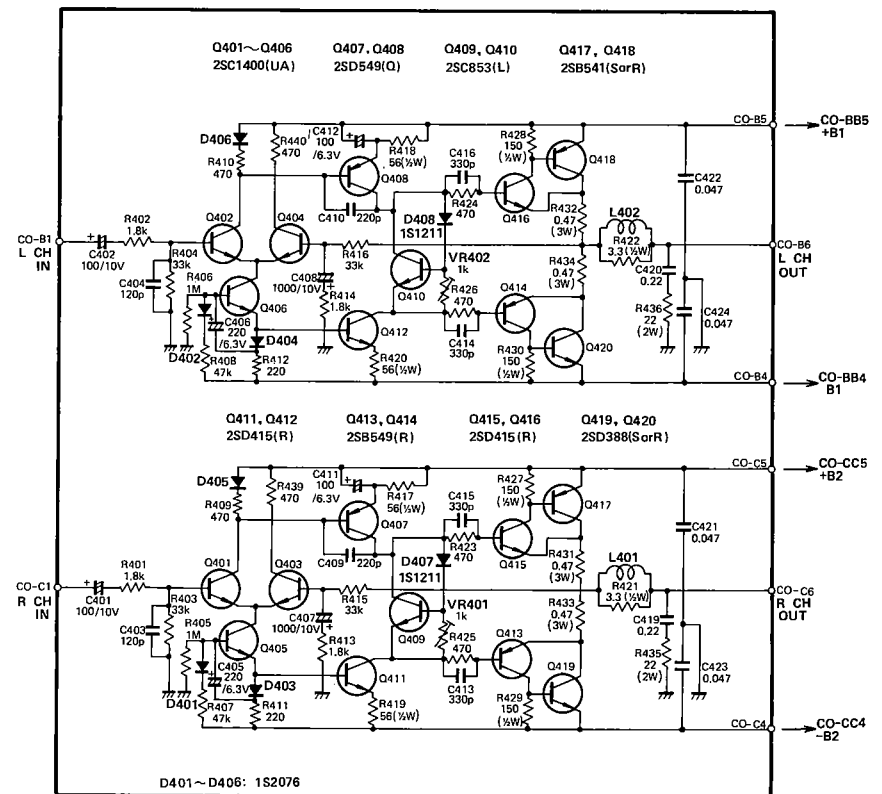 Q401～Q406 Q407, Q408 Q409, Q410 Q417, Q418
2SC1400(UA) 2SD549(Q) 2SC853(L) 2SB541(SorR)
CO-B5
CO-BB5
+B1
D406
R410
470
R440
470
C412
100
/6.3V
R418
56(½W)
Q408
C410
220p
C416
330p
R424
470
D408
1S1211
R428
150
(½W)
Q418
Q416
R432
0.47
(3W)
L402
R422
3.3(½W)
C422
0.047
CO-B1
L CH
IN
C402
100/10V
R402
1.8k
Q402
Q404
R404
33k
C404
120p
R406
1M
Q406
C406
220
/6.3V
D404
D402
R408
47k
R412
220
R416
33k
C408
1000/10V
R414
1.8k
Q412
R420
56(½W)
Q410
VR402
1k
R426
470
C414
330p
Q414
R430
150
(½W)
Q420
R434
0.47
(3W)
C420
0.22
R436
22
(2W)
C424
0.047
CO-B6
L CH
OUT
CO-B4
CO-BB4
B1
Q411, Q412 Q413, Q414 Q415, Q416 Q419, Q420
2SD415(R) 2SB549(R) 2SD415(R) 2SD388(SorR)
CO-C5
CO-CC5
+B2
D405
R409
470
R439
470
C411
100
/6.3V
R417
56(½W)
Q407
C409
220p
C415
330p
R423
470
D407
1S1211
R427
150
(½W)
Q417
Q415
R431
0.47
(3W)
L401
R421
3.3(½W)
C421
0.047
CO-C1
R CH
IN
C401
100/10V
R401
1.8k
Q401
Q403
R403
33k
C403
120p
R405
1M
Q405
C405
220
/6.3V
D403
D401
R407
47k
R411
220
R415
33k
C407
1000/10V
R413
1.8k
Q411
R419
56(½W)
Q409
VR401
1k
R425
470
C413
330p
Q413
R429
150
(½W)
Q419
R433
0.47
(3W)
C419
0.22
R435
22
(2W)
C423
0.047
CO-C6
R CH
OUT
CO-C4
CO-CC4
-B2
D401～D406: 1S2076